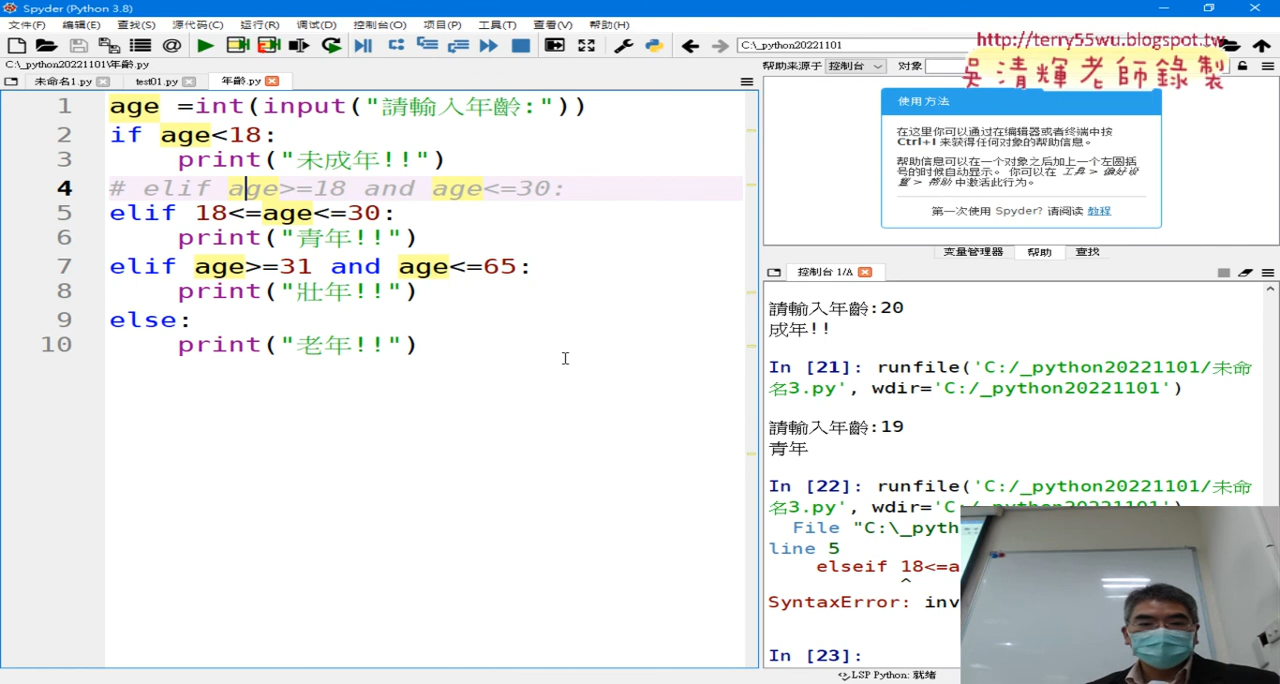 Spyder (Python 3.8)
文件(F) 编辑(E) 查找(S) 源代码(C) 运行(R) 调试(D) 控制台(O) 项目(P) 工具(T) 查看(V) 帮助(H)
C:\_python20221101
http://terry55wu.blogspot.tw
吳清輝老師錄製
C:\_python20221101\年齡.py
未命名1.py test01.py 年齡.py
帮助来源于 控制台 对象
1 age =int(input("請輸入年齡:"))
2 if age<18:
3 print("未成年!!")
4 # elif age>=18 and age<=30:
5 elif 18<=age<=30:
6 print("青年!!")
7 elif age>=31 and age<=65:
8 print("壯年!!")
9 else:
10 print("老年!!")
使用方法
在这里你可以通过在编辑器或者终端中按
Ctrl+I 来获得任何对象的帮助信息。
帮助信息可以在一个对象之后加上一个左圆括
号的时候自动显示。 你可以在 工具 > 偏好设
置 > 帮助 中激活此行为。
第一次使用 Spyder? 请阅读 教程
变量管理器 帮助 查找
控制台 1/A
請輸入年齡:20
成年!!
In [21]: runfile('C:/_python20221101/未命
名3.py', wdir='C:/_python20221101')
請輸入年齡:19
青年
In [22]: runfile('C:/_python20221101/未命
名3.py', wdir='C:/_python20221101')
File "C:\_pyth
line 5
elseif 18<=a
^
SyntaxError: inv
In [23]:
LSP Python: 就绪